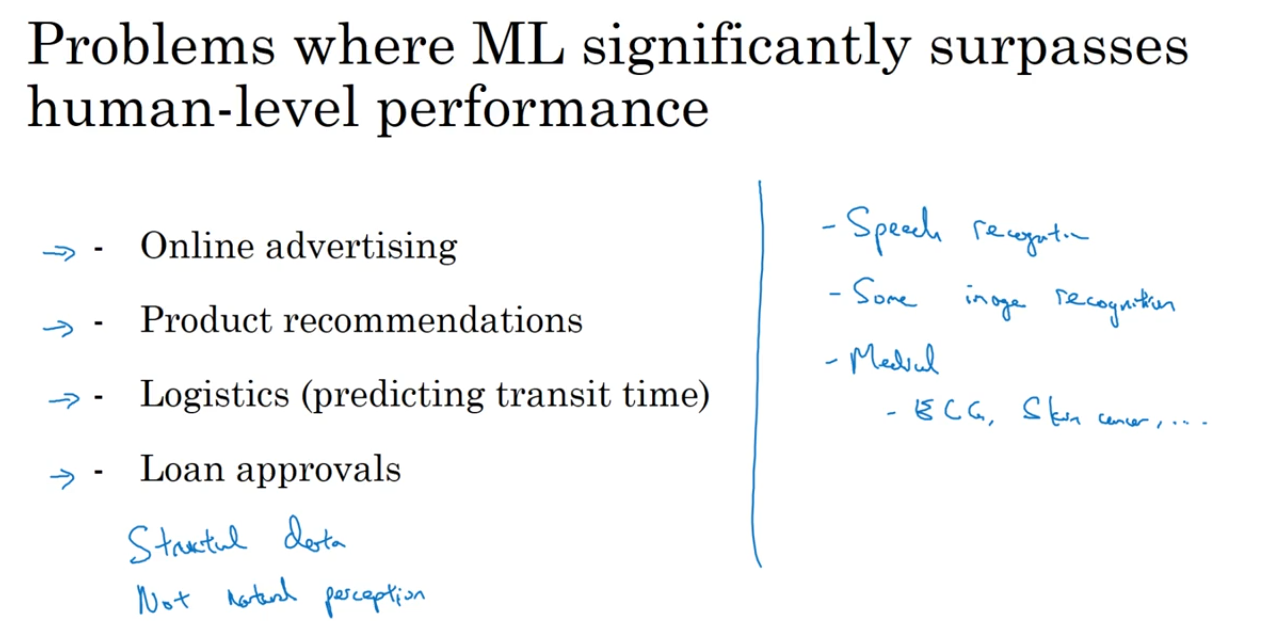 Problems where ML significantly surpasses
human-level performance
- Online advertising
- Product recommendations
- Logistics (predicting transit time)
- Loan approvals
Structured data
Not natural perception
- Speech recognition
- Some image recognition
- Medical
- ECG, Skin cancer, ....